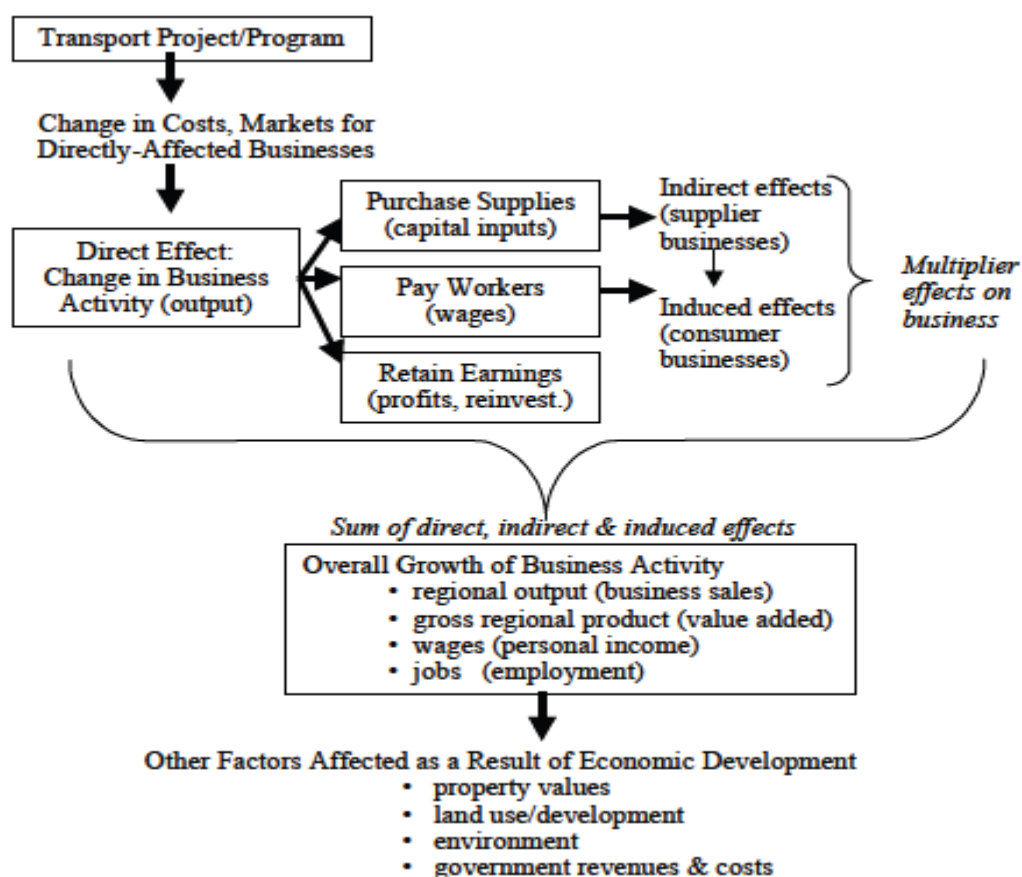 Transport Project/Program
Change in Costs, Markets for
Directly-Affected Businesses
Direct Effect:
Change in Business
Activity (output)
Purchase Supplies
(capital inputs)
Pay Workers
(wages)
Retain Earnings
(profits, reinvest.)
Indirect effects
(supplier
businesses)
Induced effects
(consumer
businesses)
Multiplier
effects on
business
Sum of direct, indirect & induced effects
Overall Growth of Business Activity
• regional output (business sales)
• gross regional product (value added)
• wages (personal income)
• jobs (employment)
Other Factors Affected as a Result of Economic Development
• property values
• land use/development
• environment
• government revenues & costs